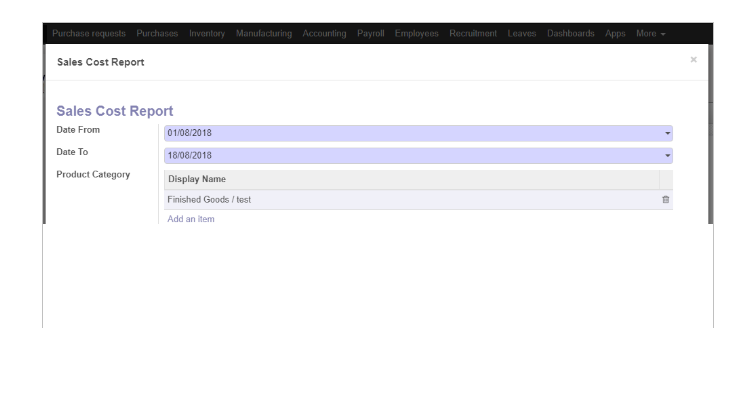 Purchase requests Purchases Inventory Manufacturing Accounting Payroll Employees Recruitment Leaves Dashboards Apps More
Sales Cost Report ×
Sales Cost Report
Date From 01/08/2018
Date To 18/08/2018
Product Category Display Name
Finished Goods / test
Add an item